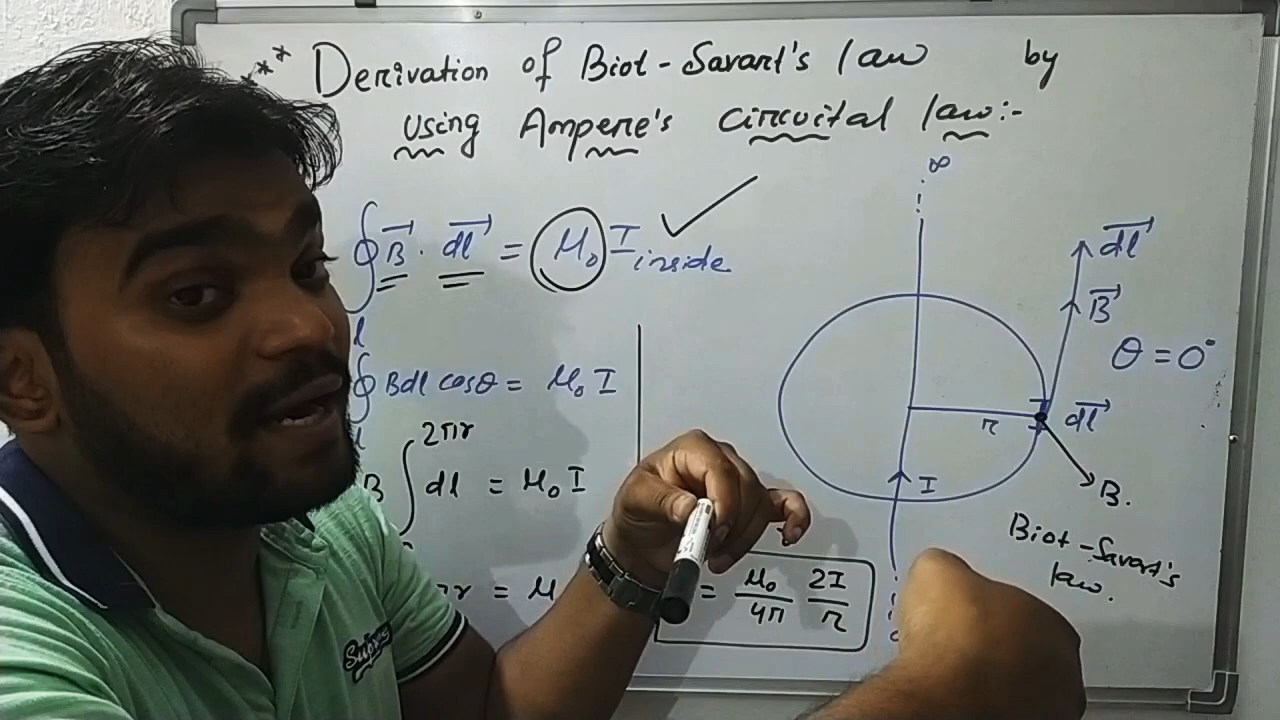 *** Derivation of Biot-Savart's law by
using Ampere's circuital law:-
∮ B⃗ · dl⃗ = μ₀ I inside
l
∮ Bdl cosθ = μ₀ I
l
B ∫ dl = μ₀ I
2πr
πr = μ
= μ₀/4π 2I/r
∞
dl⃗
B⃗
θ = 0°
r
dl⃗
I
B.
Biot-Savart's
law.